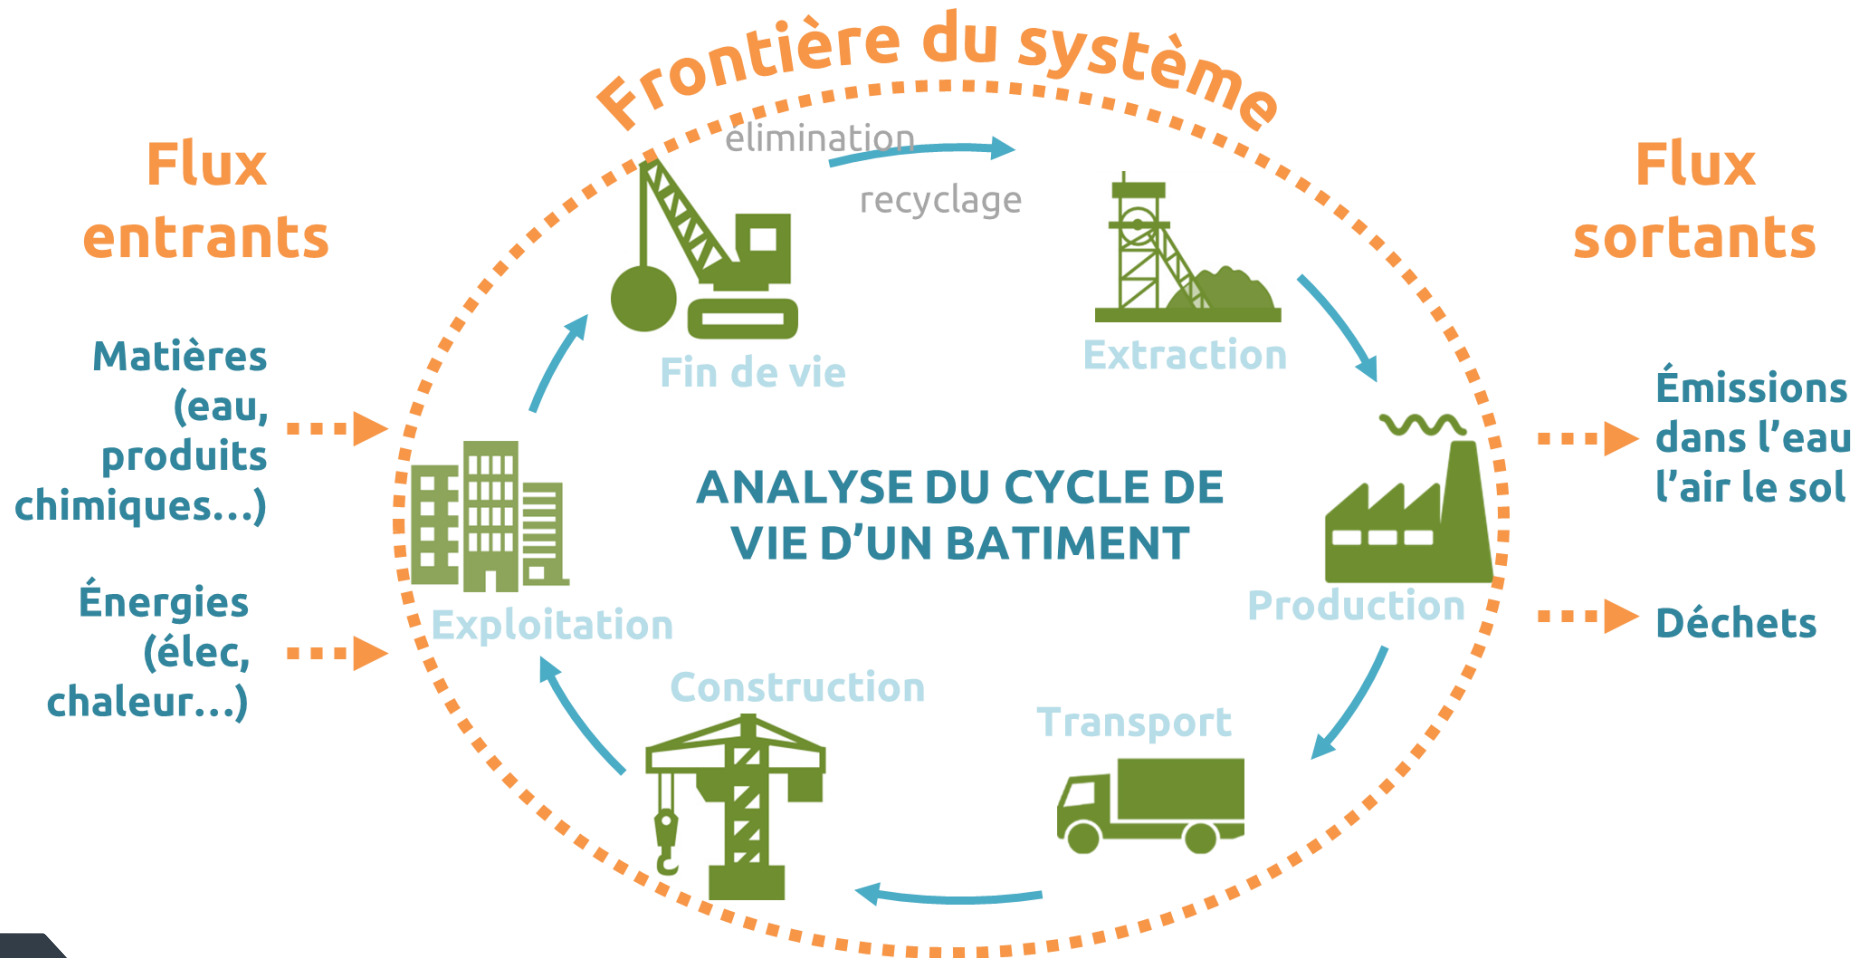 Frontière du système
Flux
entrants
Matières
(eau,
produits
chimiques…)
Énergies
(élec,
chaleur…)
élimination
recyclage
Fin de vie
Extraction
ANALYSE DU CYCLE DE
VIE D’UN BATIMENT
Exploitation
Production
Construction
Transport
Flux
sortants
Émissions
dans l’eau
l’air le sol
Déchets